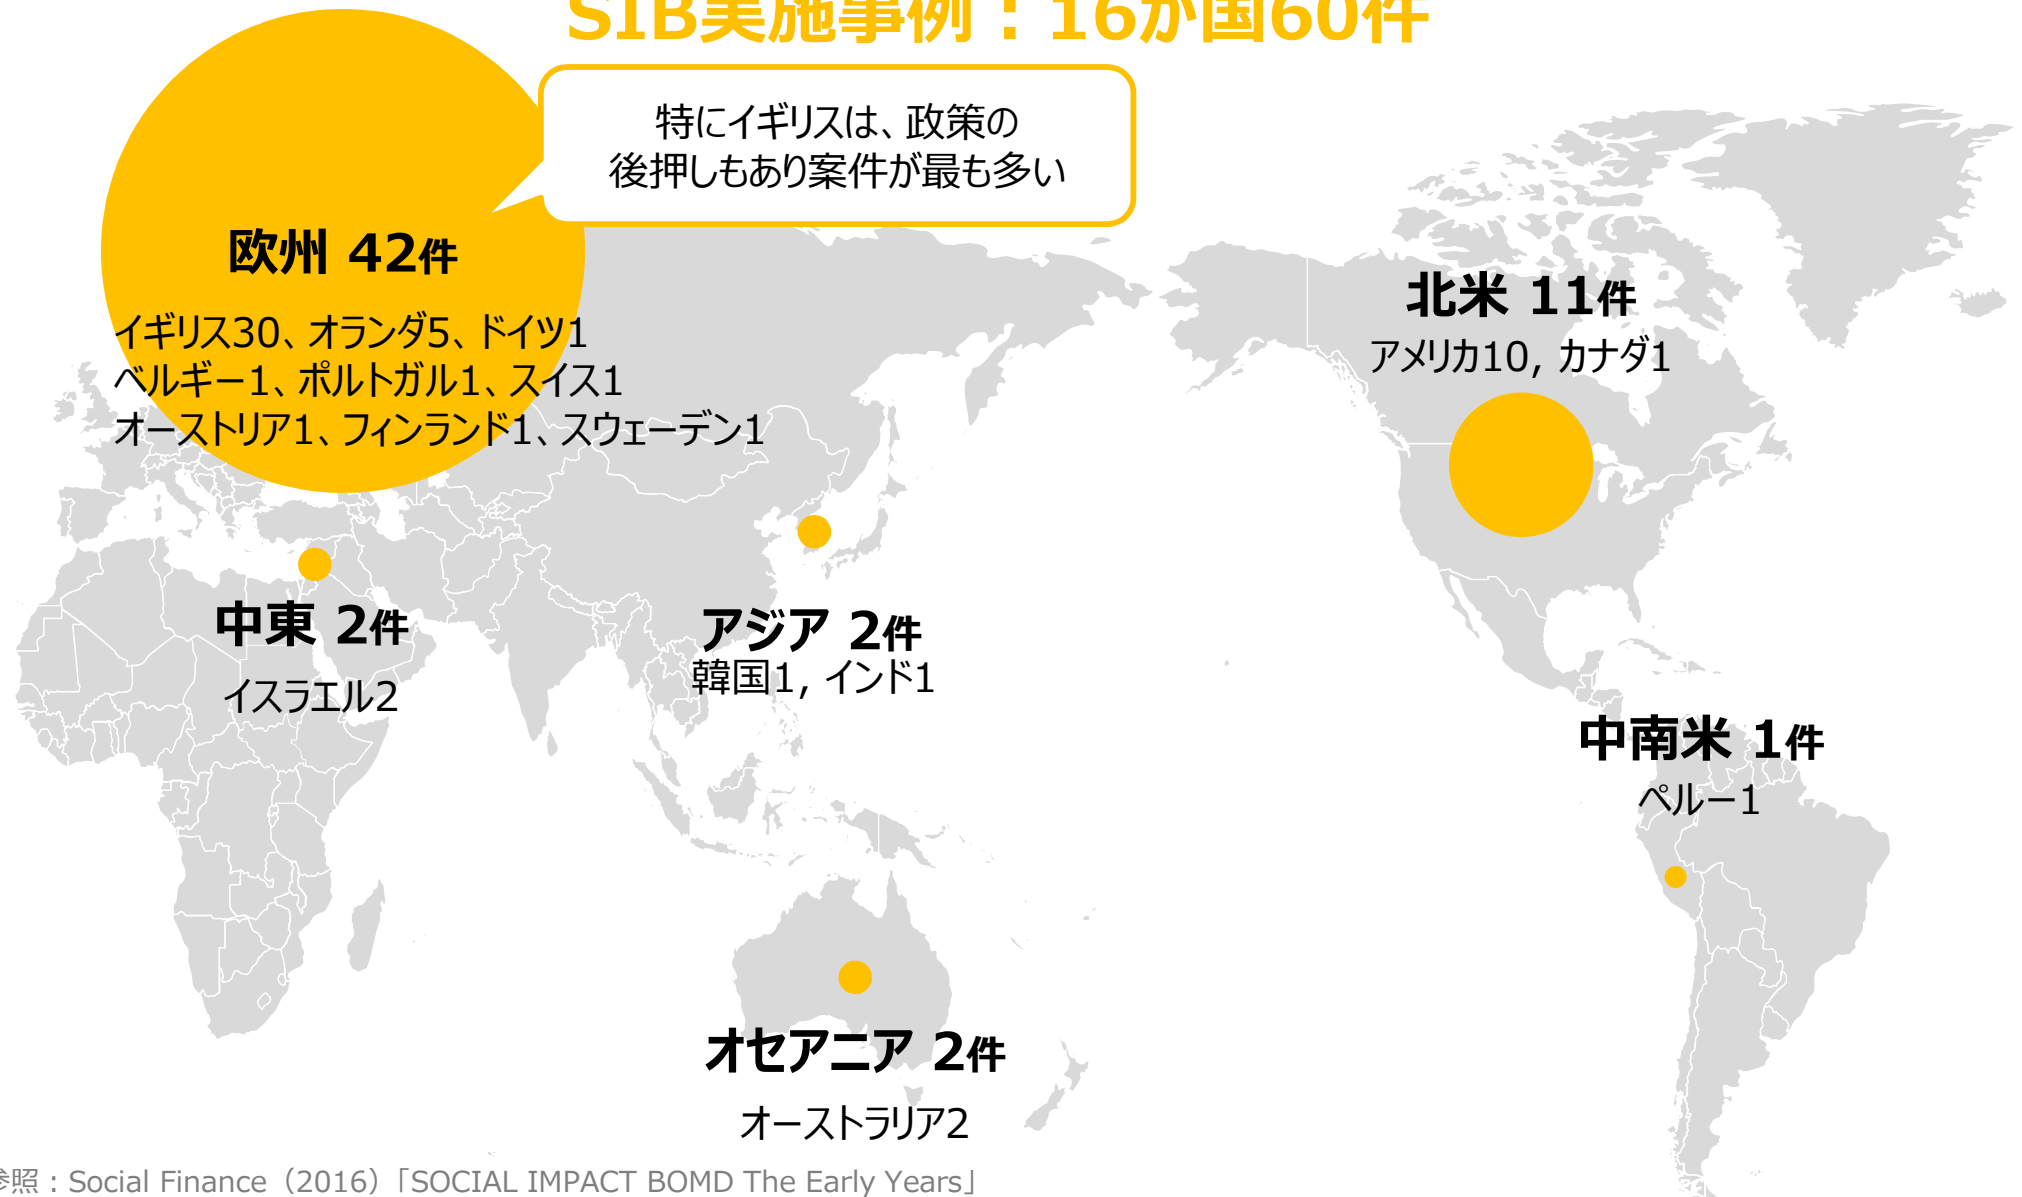 SIB実施事例：16か国60件
特にイギリスは、政策の
後押しもあり案件が最も多い
欧州 42件
イギリス30、オランダ5、ドイツ1
ベルギー1、ポルトガル1、スイス1
オーストリア1、フィンランド1、スウェーデン1
北米 11件
アメリカ10, カナダ1
中東 2件
イスラエル2
アジア 2件
韓国1, インド1
中南米 1件
ペルー1
オセアニア 2件
オーストラリア2
参照：Social Finance（2016）「SOCIAL IMPACT BOMD The Early Years」